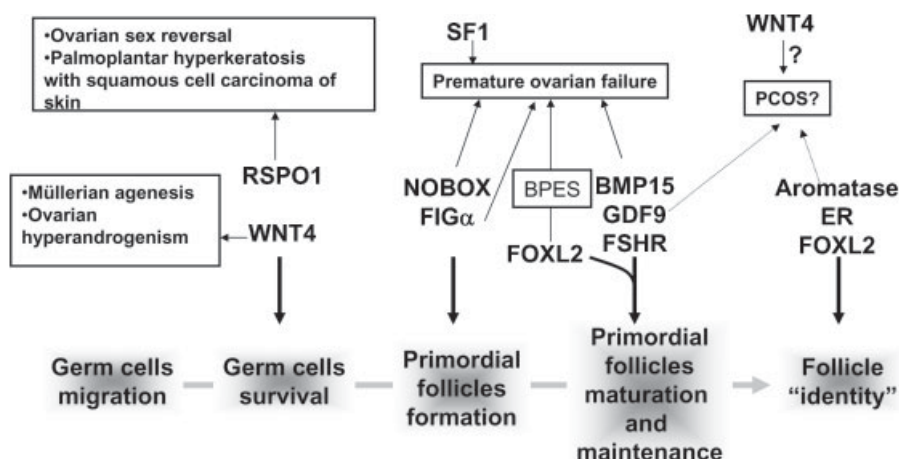 •Ovarian sex reversal
•Palmoplantar hyperkeratosis
with squamous cell carcinoma of
skin
SF1
Premature ovarian failure
WNT4
?
PCOS?
RSPO1
•Müllerian agenesis
•Ovarian
hyperandrogenism
WNT4
NOBOX
FIGα
BPES
FOXL2
BMP15
GDF9
FSHR
Aromatase
ER
FOXL2
Germ cells
migration
Germ cells
survival
Primordial
follicles
formation
Primordial
follicles
maturation
and
maintenance
Follicle
“identity”